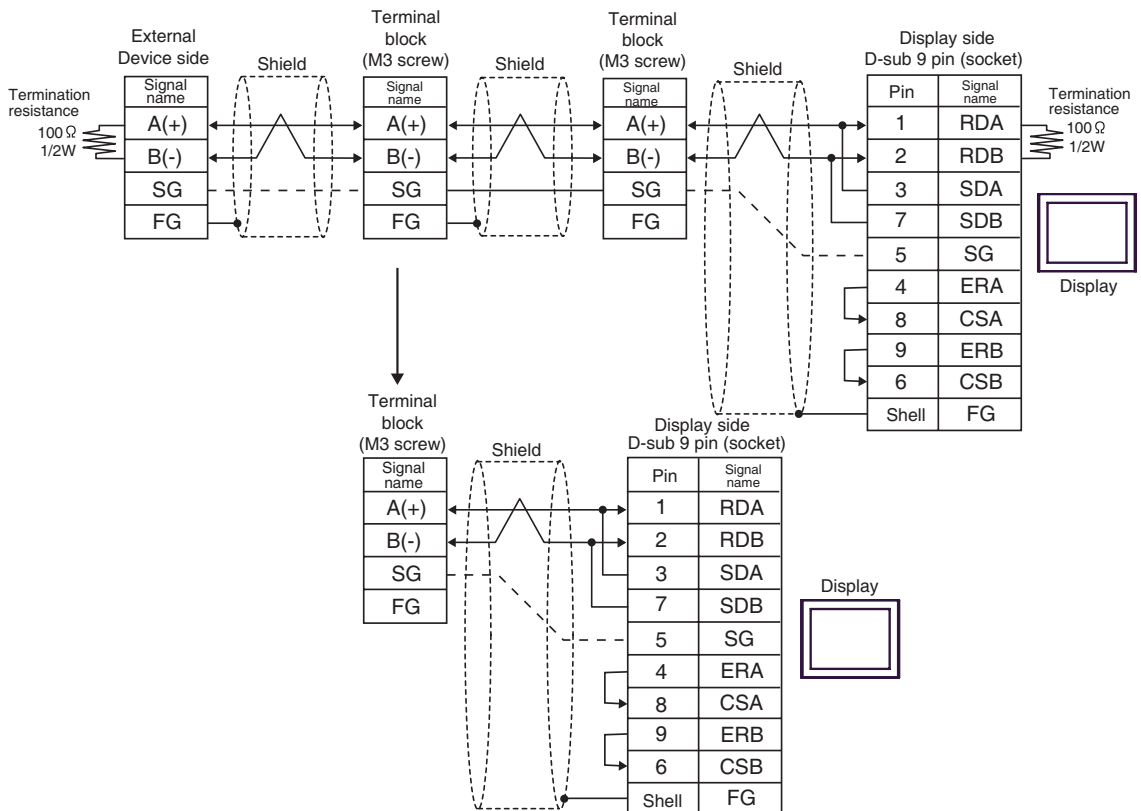 External
Device side
Signal
name
A(+)
B(-)
SG
FG
Termination
resistance
100 Ω
1/2W
Shield
Terminal
block
(M3 screw)
Signal
name
A(+)
B(-)
SG
FG
Shield
Terminal
block
(M3 screw)
Signal
name
A(+)
B(-)
SG
FG
Shield
Display side
D-sub 9 pin (socket)
Pin Signal
name
1 RDA
2 RDB
3 SDA
7 SDB
5 SG
4 ERA
8 CSA
9 ERB
6 CSB
Shell FG
Termination
resistance
100 Ω
1/2W
Display
Terminal
block
(M3 screw)
Signal
name
A(+)
B(-)
SG
FG
Shield
Display side
D-sub 9 pin (socket)
Pin Signal
name
1 RDA
2 RDB
3 SDA
7 SDB
5 SG
4 ERA
8 CSA
9 ERB
6 CSB
Shell FG
Display